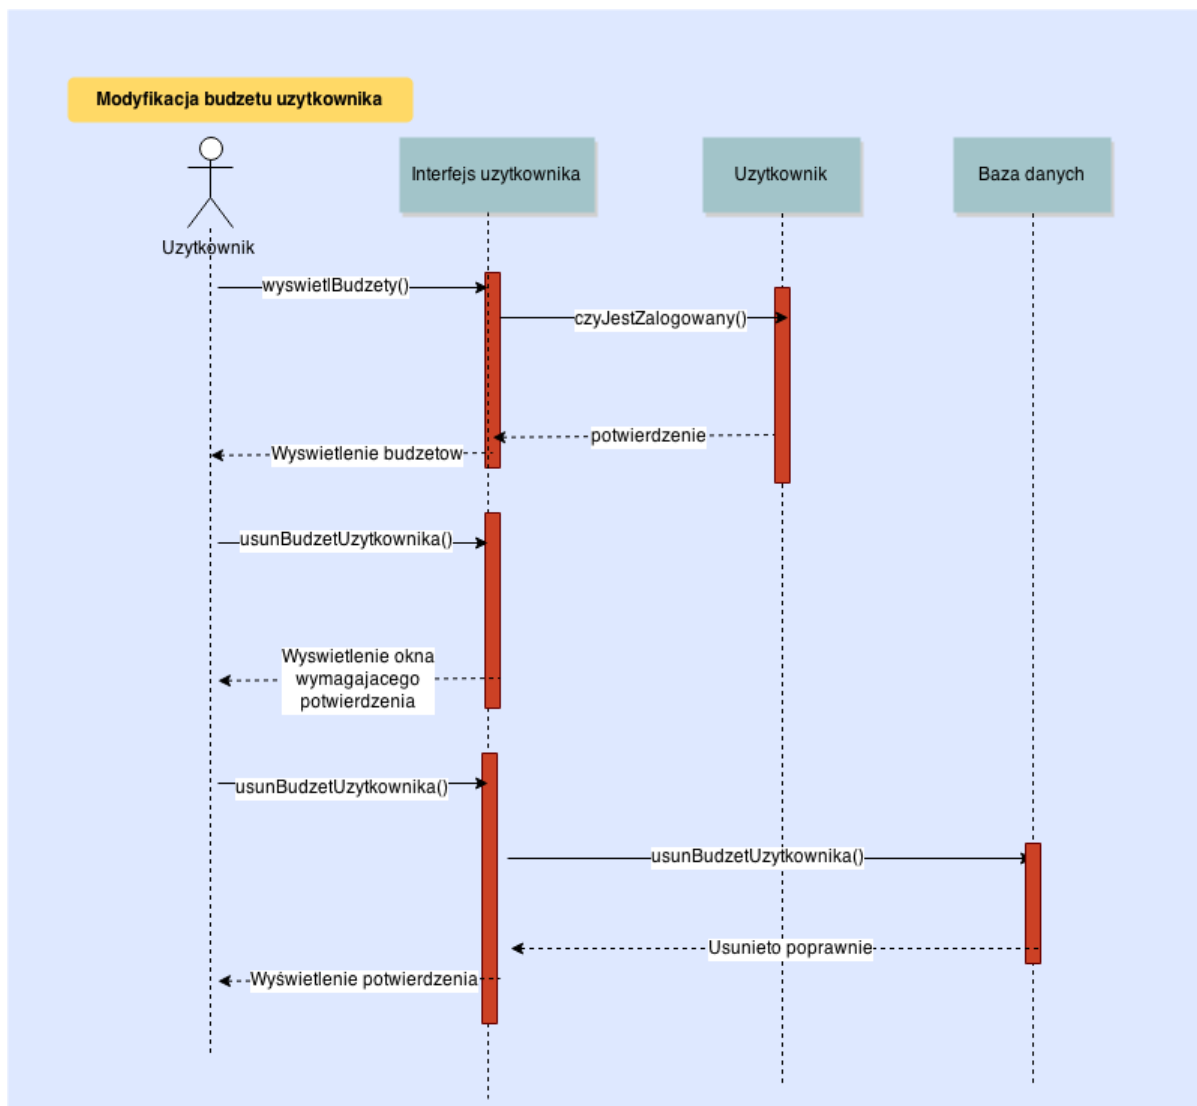 Modyfikacja budzetu uzytkownika
Interfejs uzytkownika
Uzytkownik
Baza danych
Uzytkownik
wyswietlBudzety()
czyJestZalogowany()
potwierdzenie
Wyswietlenie budzetow
usunBudzetUzytkownika()
Wyswietlenie okna
wymagajacego
potwierdzenia
usunBudzetUzytkownika()
usunBudzetUzytkownika()
Usunieto poprawnie
Wyświetlenie potwierdzenia